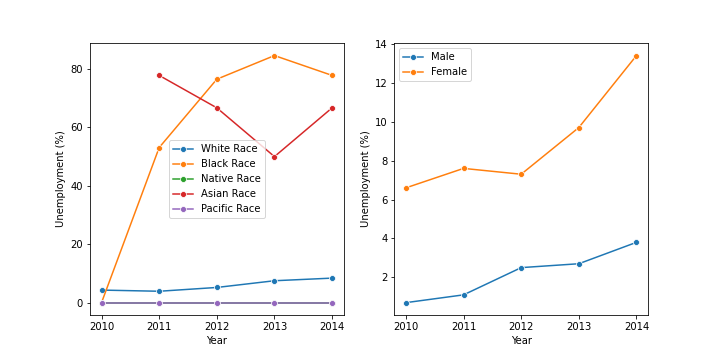 80
60
40
20
0
Unemployment (%)
White Race
Black Race
Native Race
Asian Race
Pacific Race
2010 2011 2012 2013 2014
Year
14
12
10
8
6
4
2
Unemployment (%)
Male
Female
2010 2011 2012 2013 2014
Year